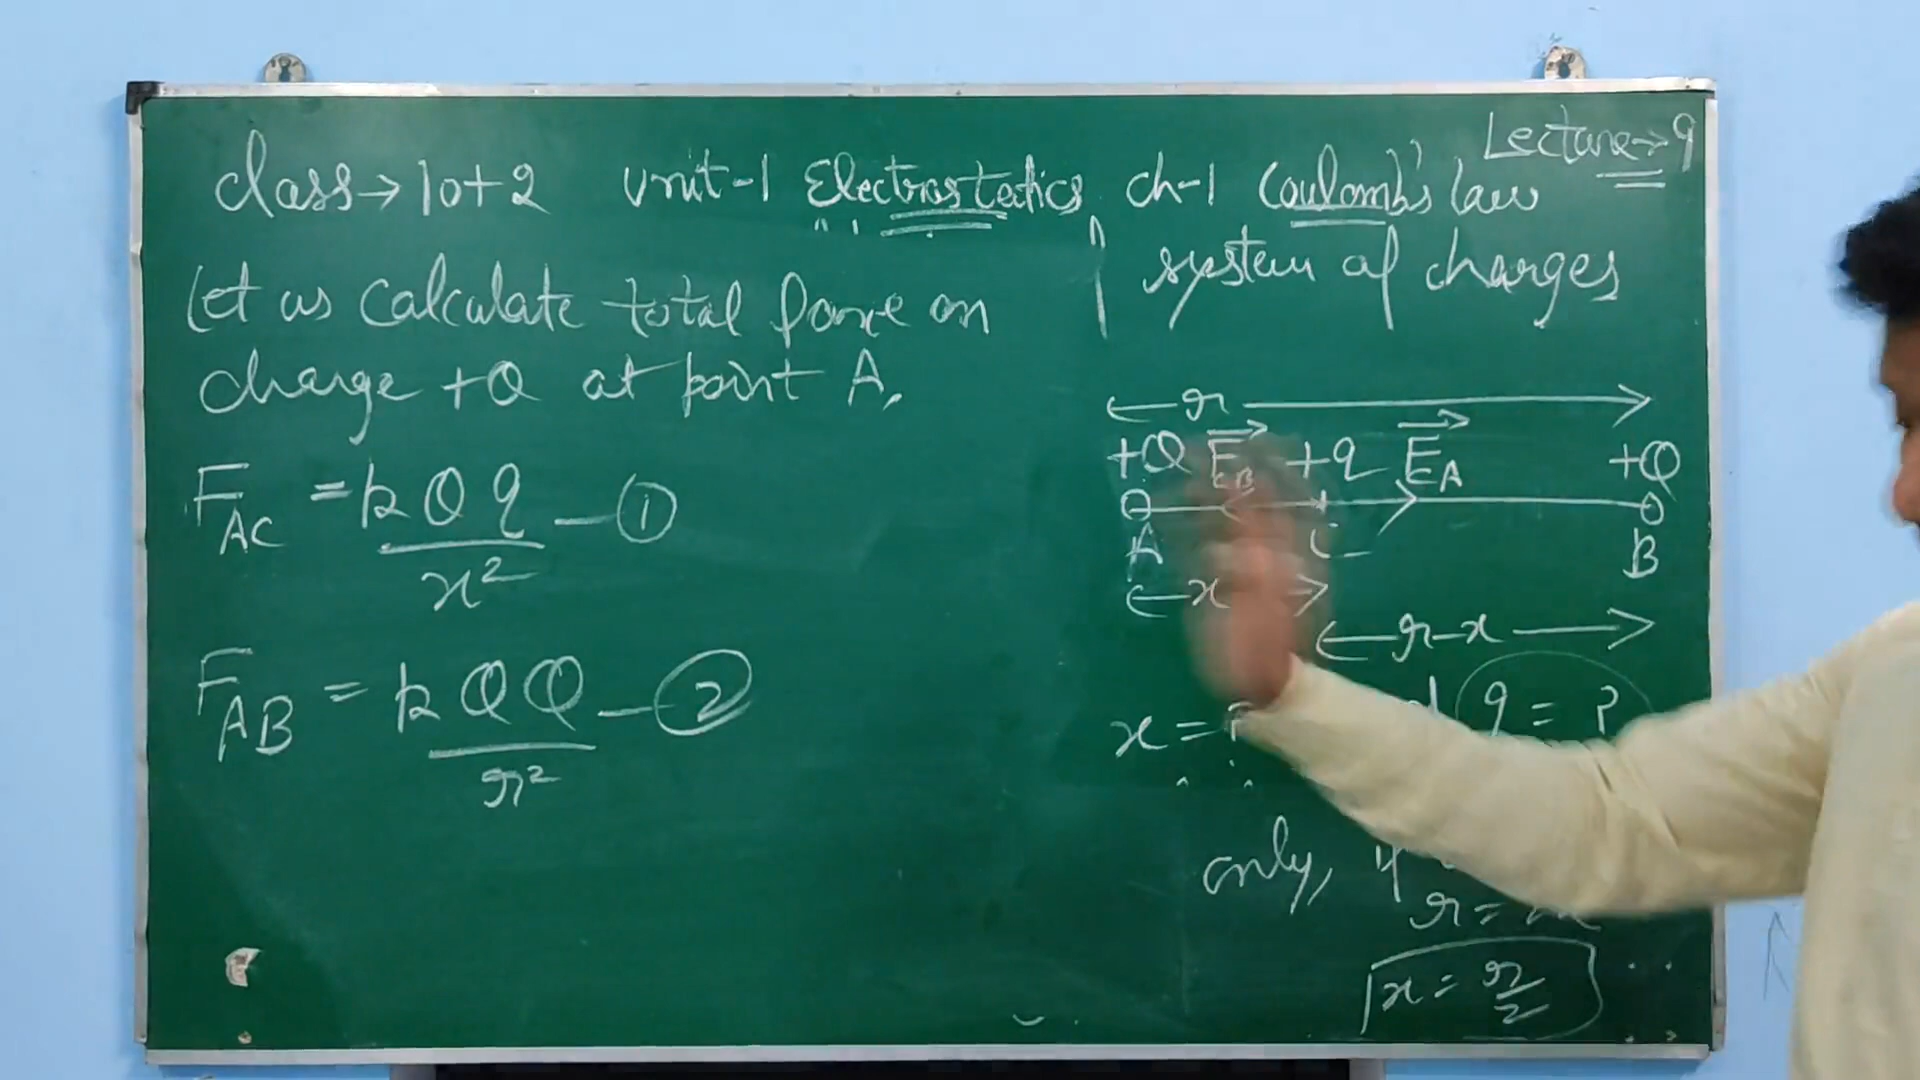 Lecture→9
Class→10+2 unit-1 Electrostatics ch-1 Coulomb's law
system of charges
Let us calculate total force on
charge +Q at point A.
F_AC = kQq/x² — ①
F_AB = kQQ/r² — ②
r
+Q E_B +q E_A +Q
A C B
x
r-x
x = q = ?
only, if
r =
x = r/2